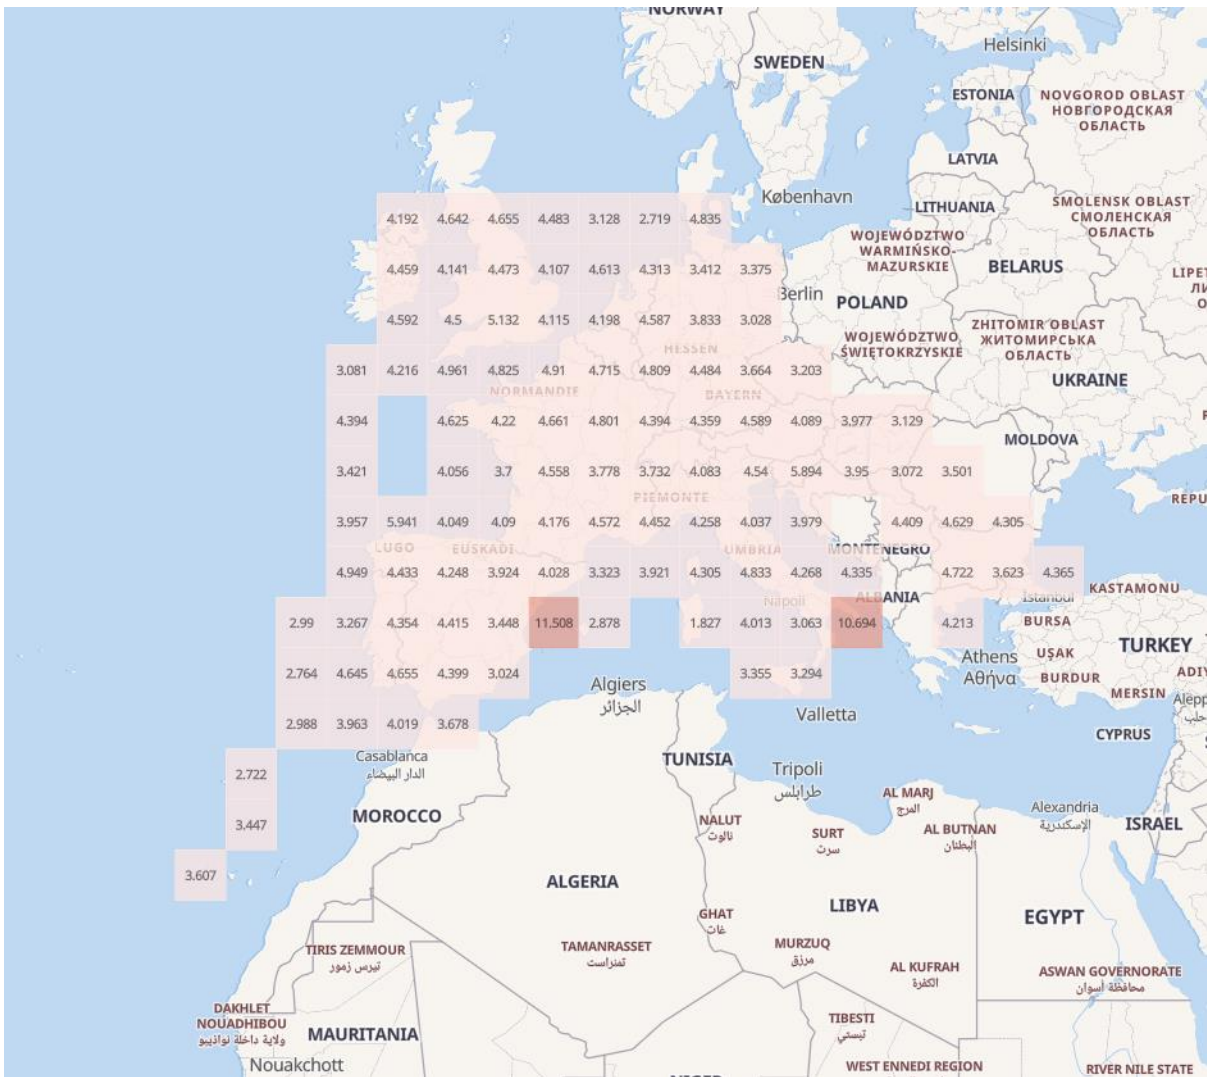 NORWAY
Helsinki
SWEDEN
ESTONIA
NOVGOROD OBLAST
НОВГОРОДСКАЯ
ОБЛАСТЬ
LATVIA
København
LITHUANIA
SMOLENSK OBLAST
СМОЛЕНСКАЯ
ОБЛАСТЬ
4.192 4.642 4.655 4.483 3.128 2.719 4.835
WOJEWÓDZTWO
WARMIŃSKO-
MAZURSKIE
BELARUS
4.459 4.141 4.473 4.107 4.613 4.313 3.412 3.375
Berlin
POLAND
4.592 4.5 5.132 4.115 4.198 4.587 3.833 3.028
WOJEWÓDZTWO
ŚWIĘTOKRZYSKIE
ZHITOMIR OBLAST
ЖИТОМИРСЬКА
ОБЛАСТЬ
HESSEN
3.081 4.216 4.961 4.825 4.91 4.715 4.809 4.484 3.664 3.203
UKRAINE
NORMANDIE
BAYERN
4.394 4.625 4.22 4.661 4.801 4.394 4.359 4.589 4.089 3.977 3.129
MOLDOVA
3.421 4.056 3.7 4.558 3.778 3.732 4.083 4.54 5.894 3.95 3.072 3.501
PIEMONTE
3.957 5.941 4.049 4.09 4.176 4.572 4.452 4.258 4.037 3.979 4.409 4.629 4.305
LUGO
EUSKADI
UMBRIA
MONTENEGRO
4.949 4.433 4.248 3.924 4.028 3.323 3.921 4.305 4.833 4.268 4.335 4.722 3.623 4.365
KASTAMONU
Napoli
ALBANIA
Istanbul
2.99 3.267 4.354 4.415 3.448 11.508 2.878 1.827 4.013 3.063 10.694 4.213
BURSA
TURKEY
UŞAK
Athens
Αθήνα
BURDUR
MERSIN
2.764 4.645 4.655 4.399 3.024 3.355 3.294
Algiers
الجزائر
Valletta
2.988 3.963 4.019 3.678
CYPRUS
Casablanca
الدار البيضاء
TUNISIA
Tripoli
طرابلس
2.722
MOROCCO
NALUT
نالوت
SURT
سرت
AL MARJ
المرج
AL BUTNAN
البطنان
Alexandria
الإسكندرية
ISRAEL
3.447
3.607
ALGERIA
LIBYA
EGYPT
GHAT
غات
TIRIS ZEMMOUR
تيرس زمور
TAMANRASSET
تمنراست
MURZUQ
مرزق
AL KUFRAH
الكفرة
ASWAN GOVERNORATE
محافظة أسوان
DAKHLET
NOUADHIBOU
ولاية داخلة نواذيبو
MAURITANIA
TIBESTI
تيبستي
Nouakchott
WEST ENNEDI REGION
RIVER NILE STATE